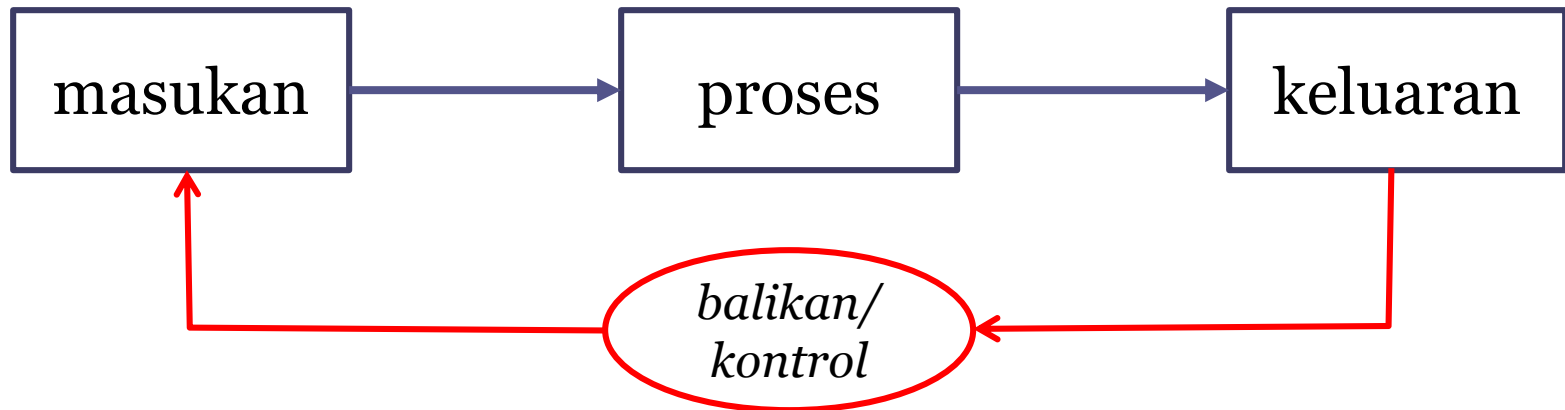 masukan
proses
keluaran
balikan/
kontrol